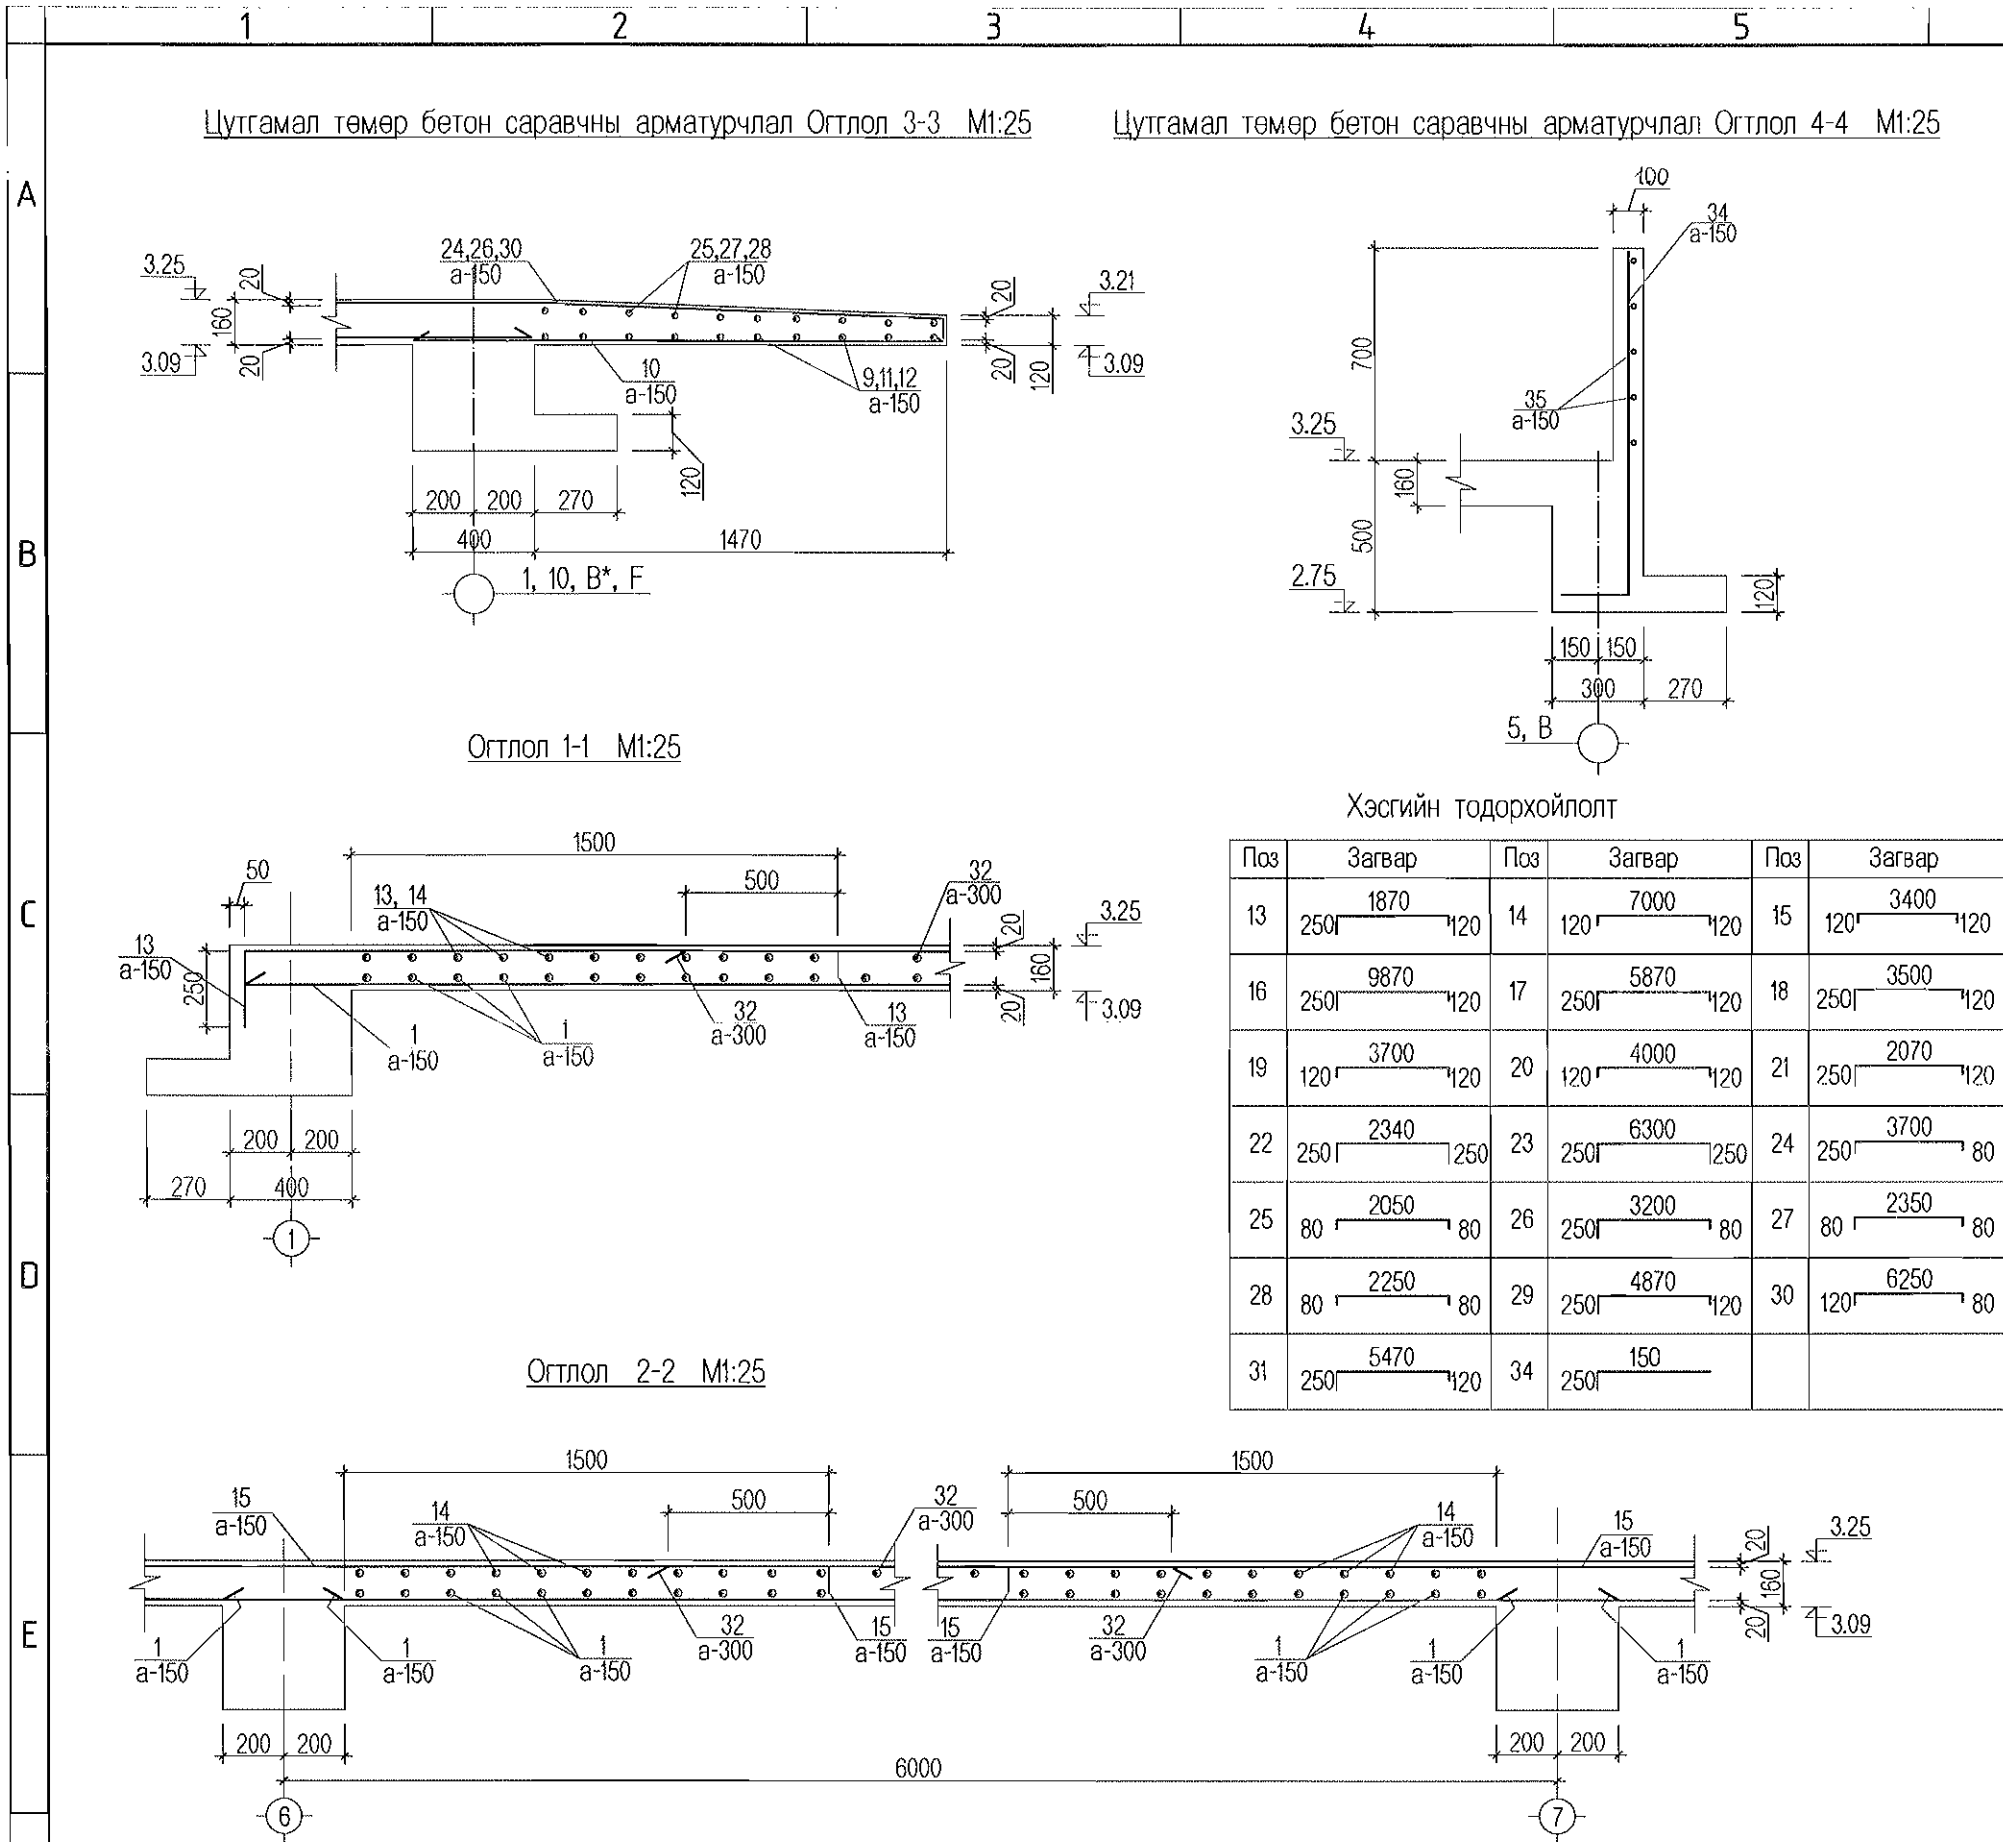 1 2 3 4 5
A
B
C
D
E
Цутгамал төмөр бетон саравчны арматурчлал Огтлол 3-3 М1:25
3.25
20
160
20
3.09
24,26,30
a-150
25,27,28
a-150
10
a-150
9,11,12
a-150
20
3.21
20
120
3.09
120
200 200 270
400 1470
1, 10, B*, F
Цутгамал төмөр бетон саравчны арматурчлал Огтлол 4-4 М1:25
100
34
a-150
700
35
a-150
3.25
160
500
2.75
120
150 150
300 270
5, B
Огтлол 1-1 М1:25
1500
50
500
13, 14
a-150
32
a-300
13
a-150
250
20
3.25
160
20
3.09
1
a-150
1
a-150
32
a-300
13
a-150
200 200
270 400
1
Хэсгийн тодорхойлолт
Поз Загвар Поз Загвар Поз Загвар
13 250 1870 120 14 120 7000 120 15 120 3400 120
16 250 9870 120 17 250 5870 120 18 250 3500 120
19 120 3700 120 20 120 4000 120 21 250 2070 120
22 250 2340 250 23 250 6300 250 24 250 3700 80
25 80 2050 80 26 250 3200 80 27 80 2350 80
28 80 2250 80 29 250 4870 120 30 120 6250 80
31 250 5470 120 34 250 150
Огтлол 2-2 М1:25
1500 1500
500 500
15
a-150
14
a-150
32
a-300
14
a-150
15
a-150
20
3.25
160
20
3.09
1
a-150
1
a-150
1
a-150
32
a-300
15
a-150
15
a-150
32
a-300
1
a-150
1
a-150
1
a-150
200 200 200 200
6000
6 7